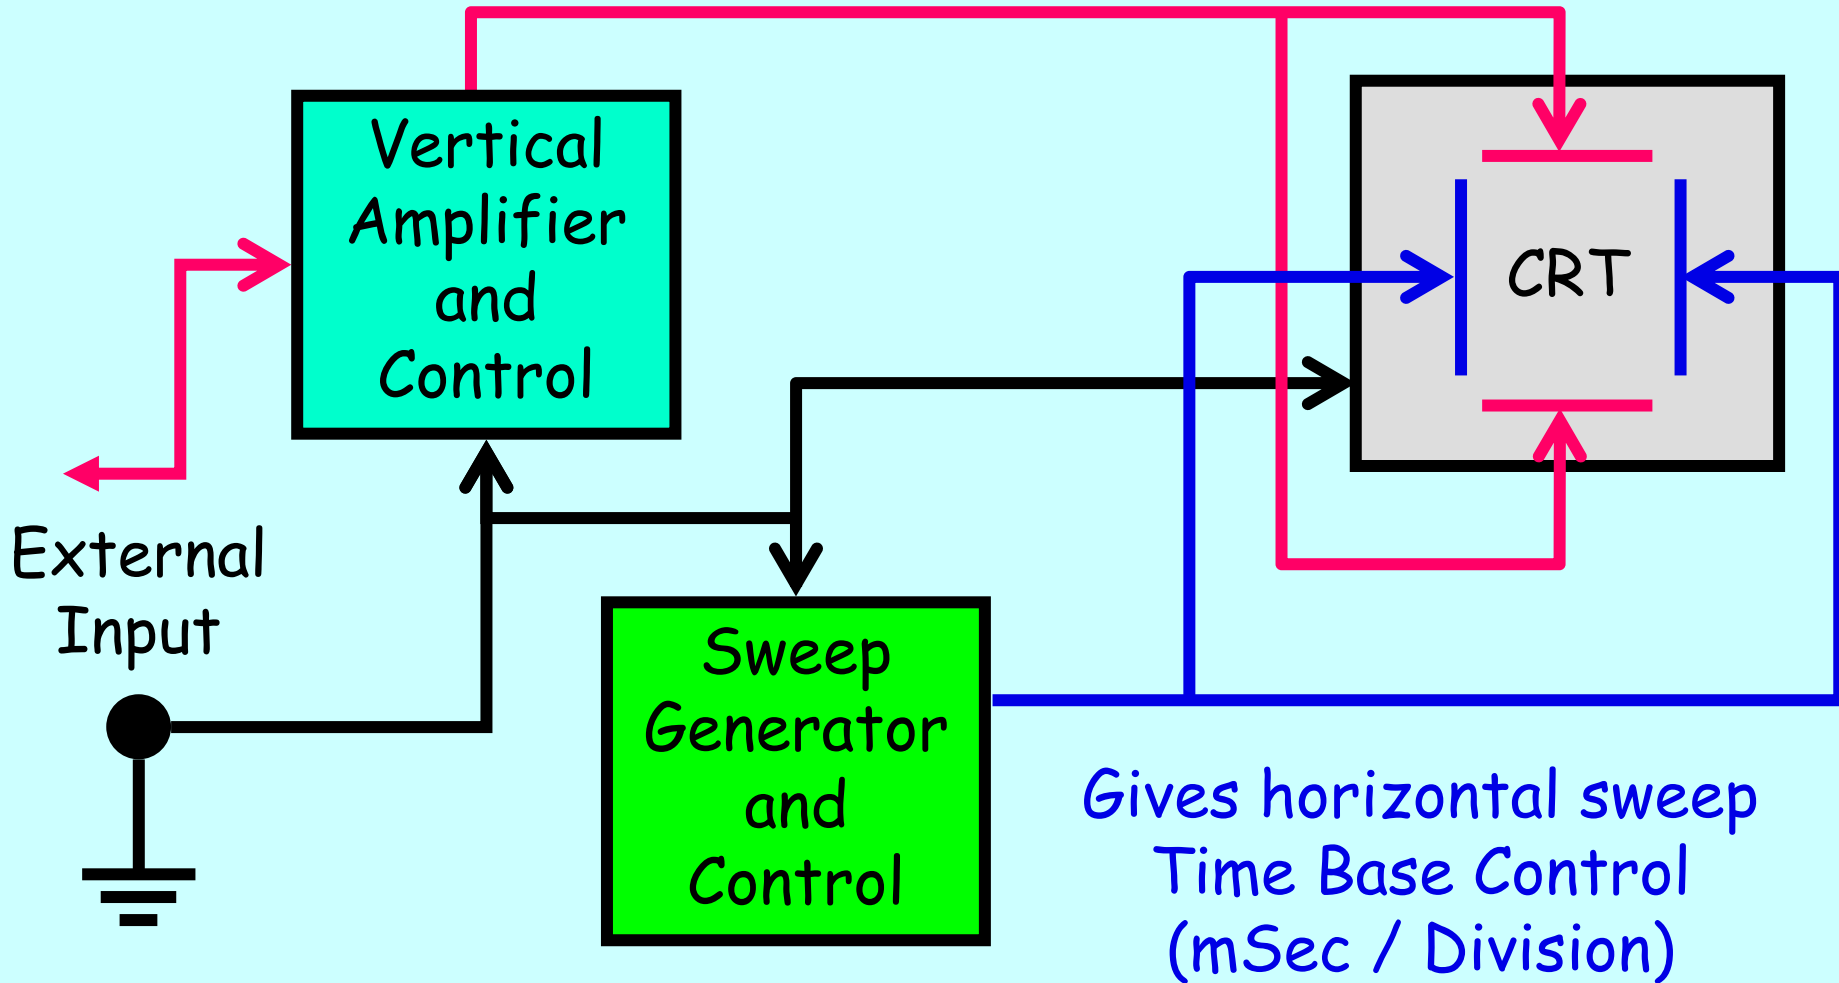 Vertical
Amplifier
and
Control
CRT
External
Input
Sweep
Generator
and
Control
Gives horizontal sweep
Time Base Control
(mSec / Division)